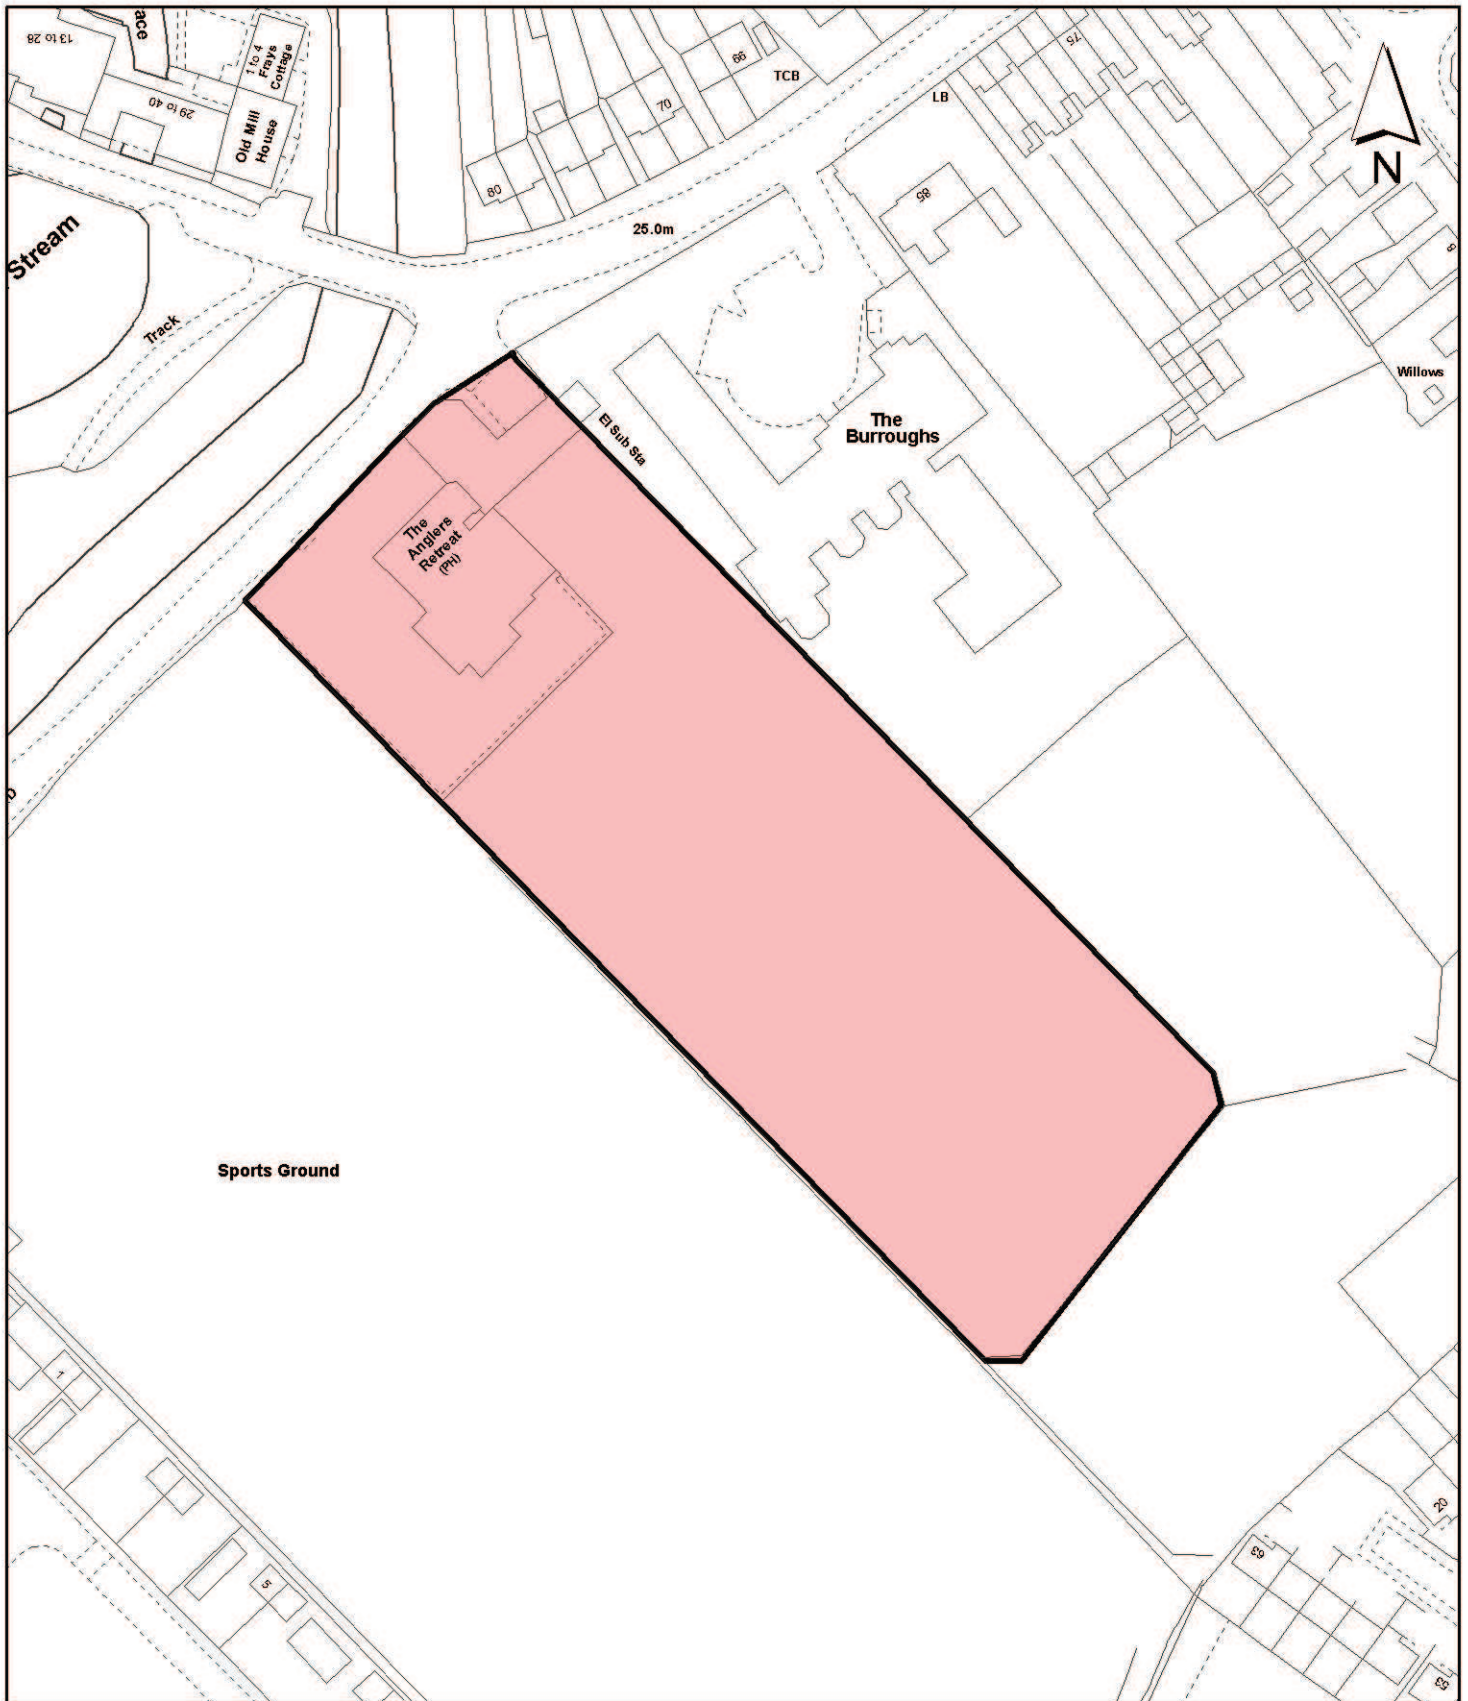 13 to 28
ace
1 to 4
Frays
Cottage
29 to 40
Old Mill
House
66
TCB
70
80
75
LB
85
N
8
25.0m
Stream
Track
Willows
The
Burroughs
El Sub Sta
The
Anglers
Retreat
(PH)
Sports Ground
1
5
20
63
53